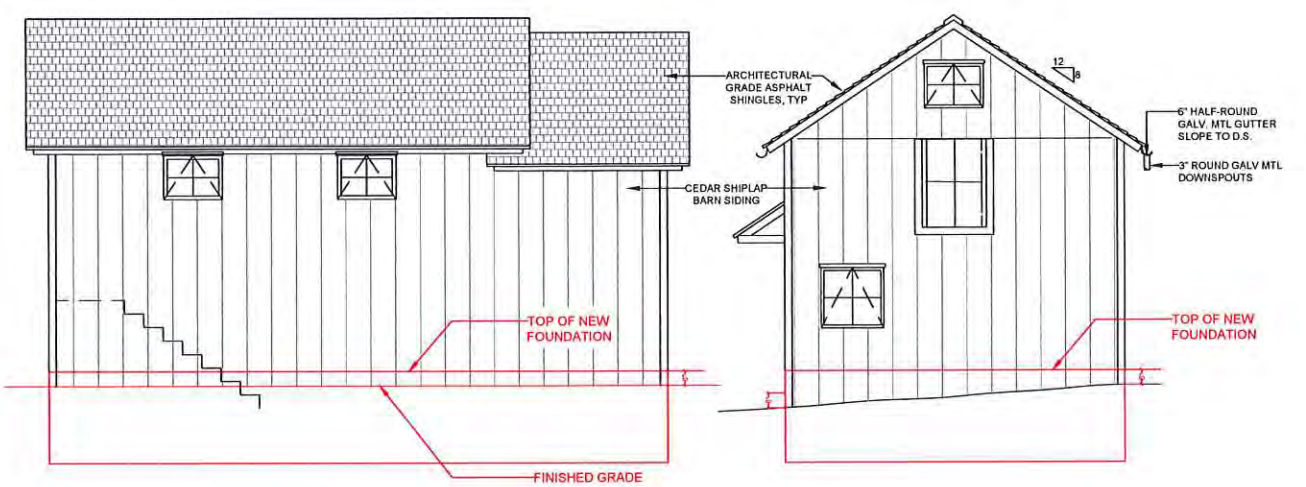 ARCHITECTURAL
GRADE ASPHALT
SHINGLES, TYP
12
8
6" HALF-ROUND
GALV. MTL GUTTER
SLOPE TO D.S.
3" ROUND GALV MTL
DOWNSPOUTS
CEDAR SHIPLAP
BARN SIDING
TOP OF NEW
FOUNDATION
TOP OF NEW
FOUNDATION
FINISHED GRADE